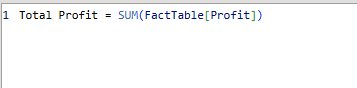 1 Total Profit = SUM(FactTable[Profit])